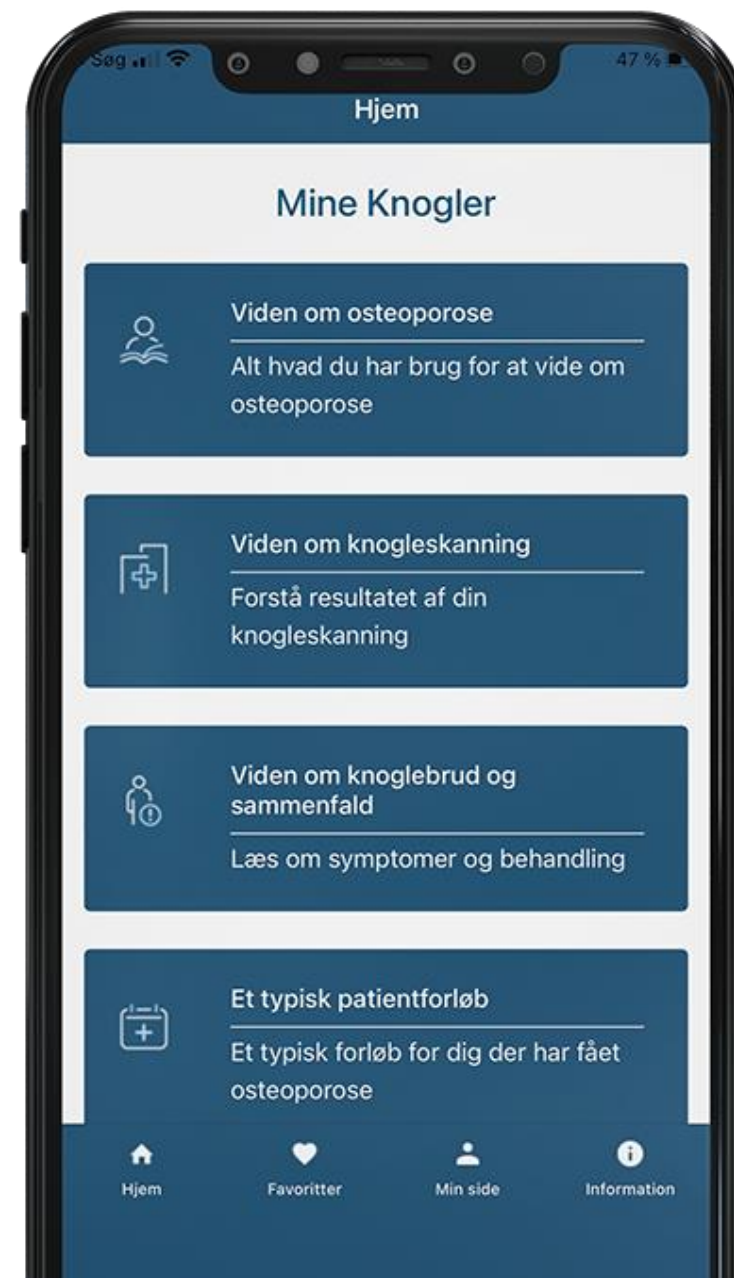 Søg
47 %
Hjem
Mine Knogler
Viden om osteoporose
Alt hvad du har brug for at vide om
osteoporose
Viden om knogleskanning
Forstå resultatet af din
knogleskanning
Viden om knoglebrud og
sammenfald
Læs om symptomer og behandling
Et typisk patientforløb
Et typisk forløb for dig der har fået
osteoporose
Hjem
Favoritter
Min side
Information